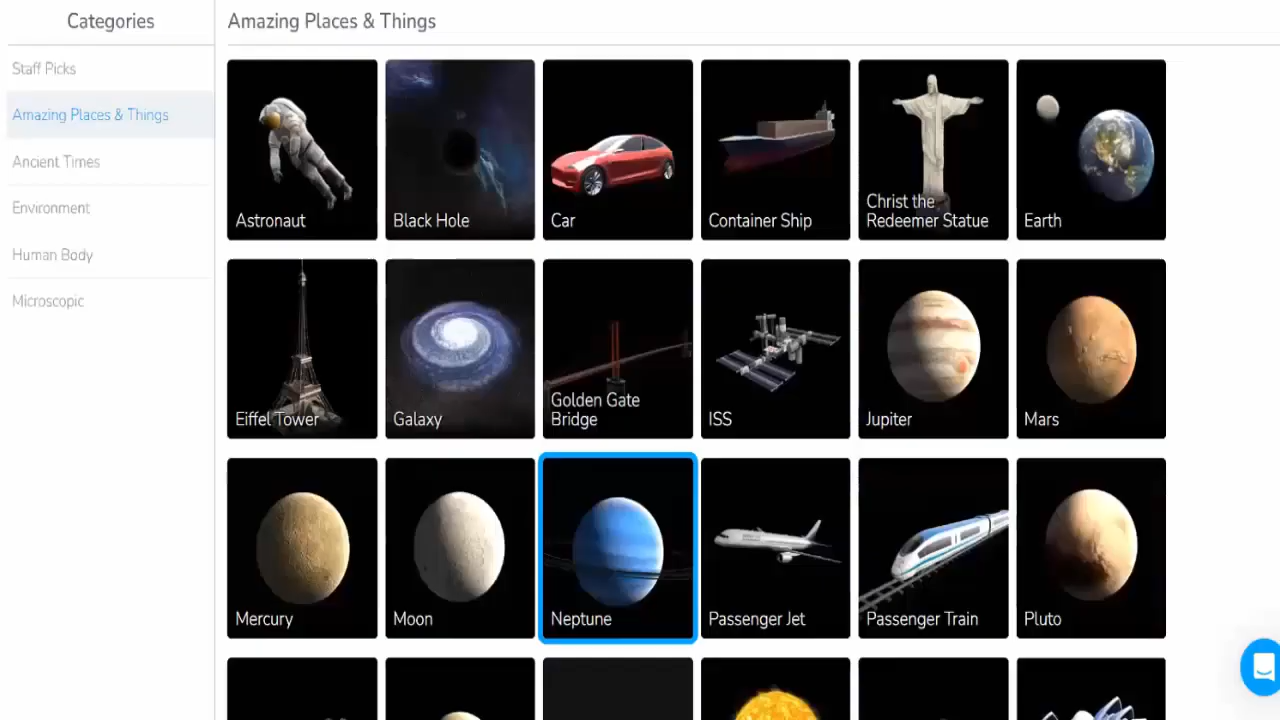 Categories
Staff Picks
Amazing Places & Things
Ancient Times
Environment
Human Body
Microscopic
Amazing Places & Things
Astronaut
Black Hole
Car
Container Ship
Christ the
Redeemer Statue
Earth
Eiffel Tower
Galaxy
Golden Gate
Bridge
ISS
Jupiter
Mars
Mercury
Moon
Neptune
Passenger Jet
Passenger Train
Pluto